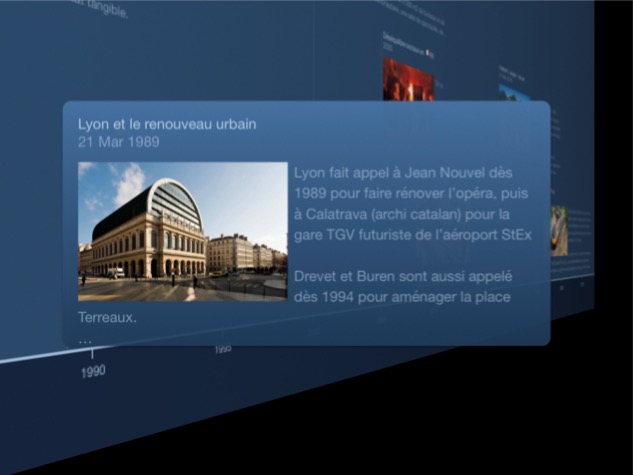 tangible.
Lyon et le renouveau urbain
21 Mar 1989
Lyon fait appel à Jean Nouvel dès
1989 pour faire rénover l'opéra, puis
à Calatrava (archi catalan) pour la
gare TGV futuriste de l'aéroport StEx
Drevet et Buren sont aussi appelé
dès 1994 pour aménager la place
Terreaux.
...
1990
1995